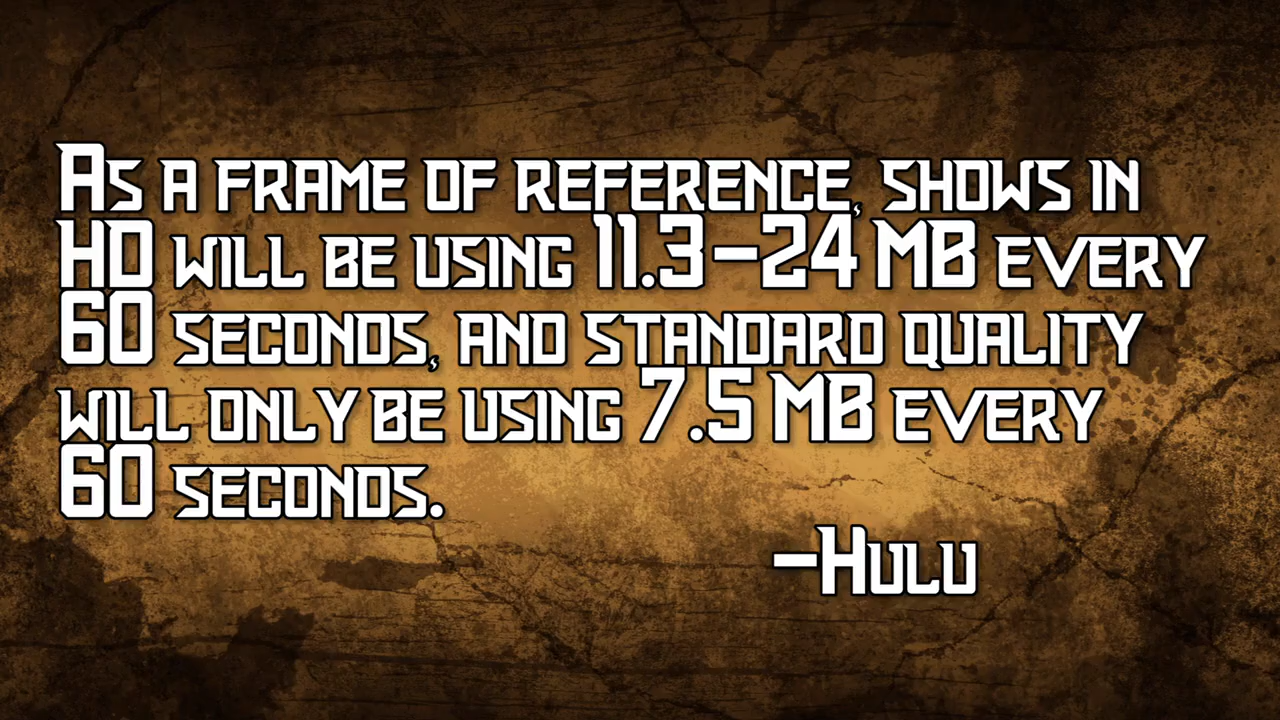 As a frame of reference, shows in
HD will be using 11.3-24 MB every
60 seconds, and standard quality
will only be using 7.5 MB every
60 seconds.
-Hulu